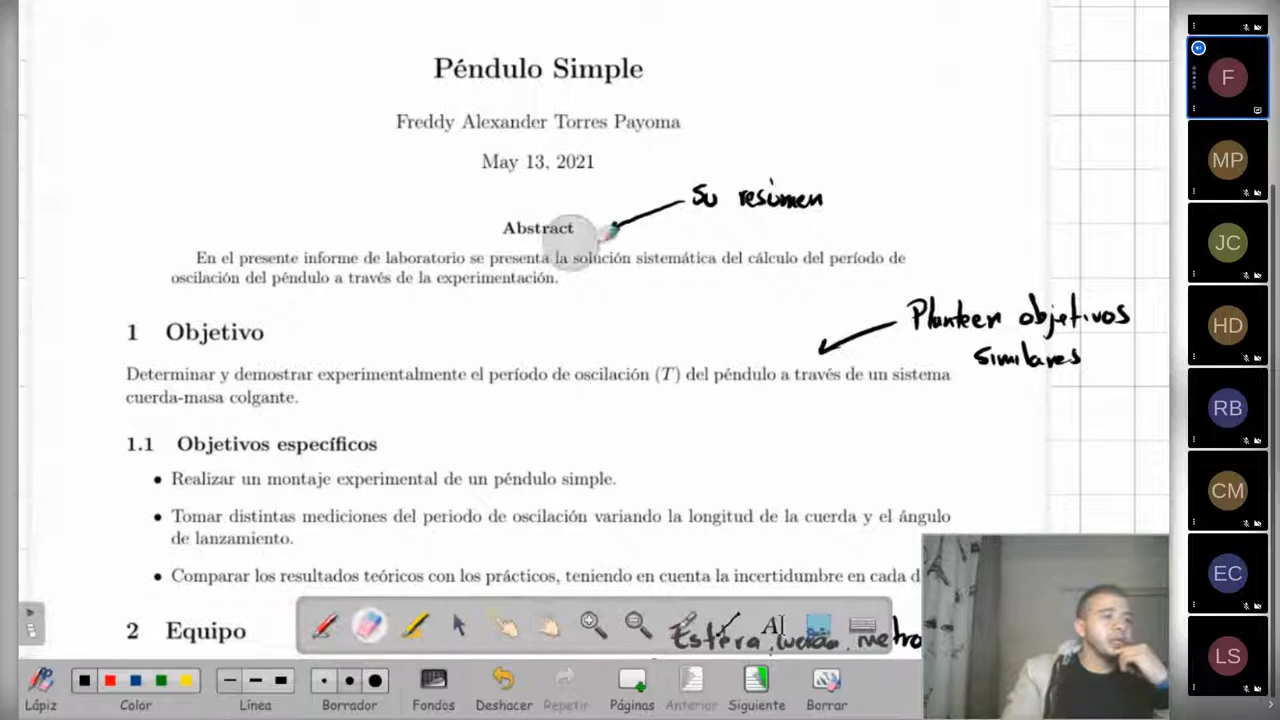 Péndulo Simple
Freddy Alexander Torres Payoma
May 13, 2021
Su resumen
Abstract
En el presente informe de laboratorio se presenta la solución sistemática del cálculo del período de
oscilación del péndulo a través de la experimentación.
Planteen objetivos
similares
1 Objetivo
Determinar y demostrar experimentalmente el período de oscilación (T) del péndulo a través de un sistema
cuerda-masa colgante.
1.1 Objetivos específicos
• Realizar un montaje experimental de un péndulo simple.
• Tomar distintas mediciones del periodo de oscilación variando la longitud de la cuerda y el ángulo
de lanzamiento.
• Comparar los resultados teóricos con los prácticos, teniendo en cuenta la incertidumbre en cada d
2 Equipo
Esfera, metro
Lápiz
Color
Línea
Borrador
Fondos
Deshacer
Repetir
Páginas
Anterior
Siguiente
Borrar
F
MP
JC
HD
RB
CM
EC
LS